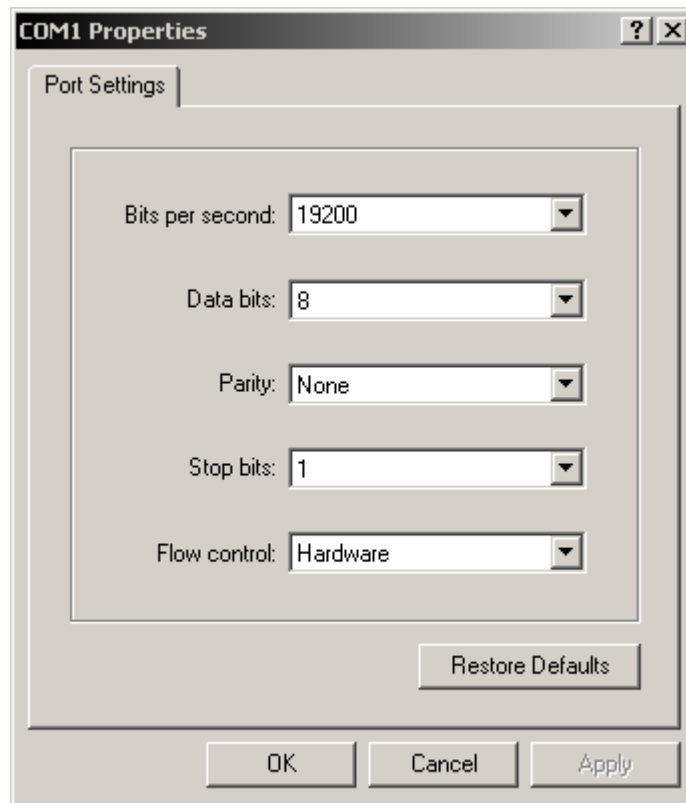 COM1 Properties
Port Settings
Bits per second: 19200
Data bits: 8
Parity: None
Stop bits: 1
Flow control: Hardware
Restore Defaults
OK Cancel Apply